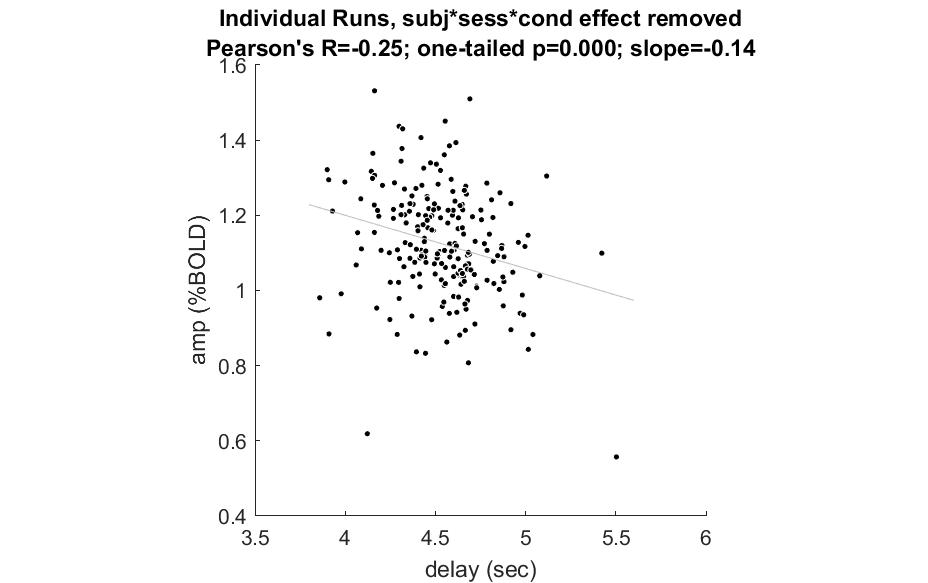 Individual Runs, subj*sess*cond effect removed
Pearson's R=-0.25; one-tailed p=0.000; slope=-0.14
1.6
1.4
1.2
1
0.8
0.6
0.4
amp (%BOLD)
3.5 4 4.5 5 5.5 6
delay (sec)